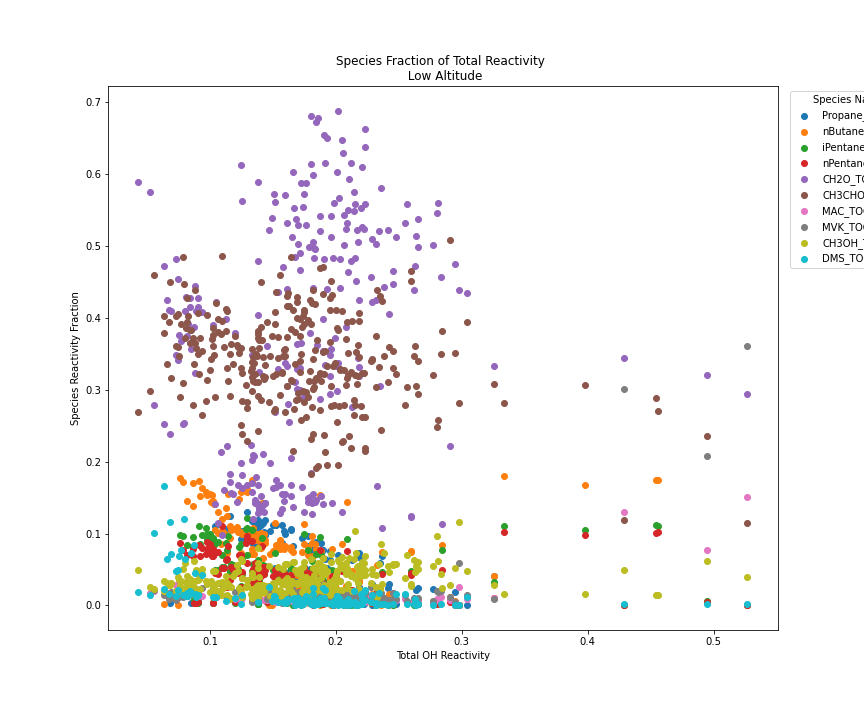 Species Fraction of Total Reactivity
Low Altitude
Species Reactivity Fraction
0.7
0.6
0.5
0.4
0.3
0.2
0.1
0.0
0.1
0.2
0.3
0.4
0.5
Total OH Reactivity
Species Na
Propane_
nButane
iPentane
nPentan
CH2O_TO
CH3CHO
MAC_TO
MVK_TO
CH3OH_
DMS_TO